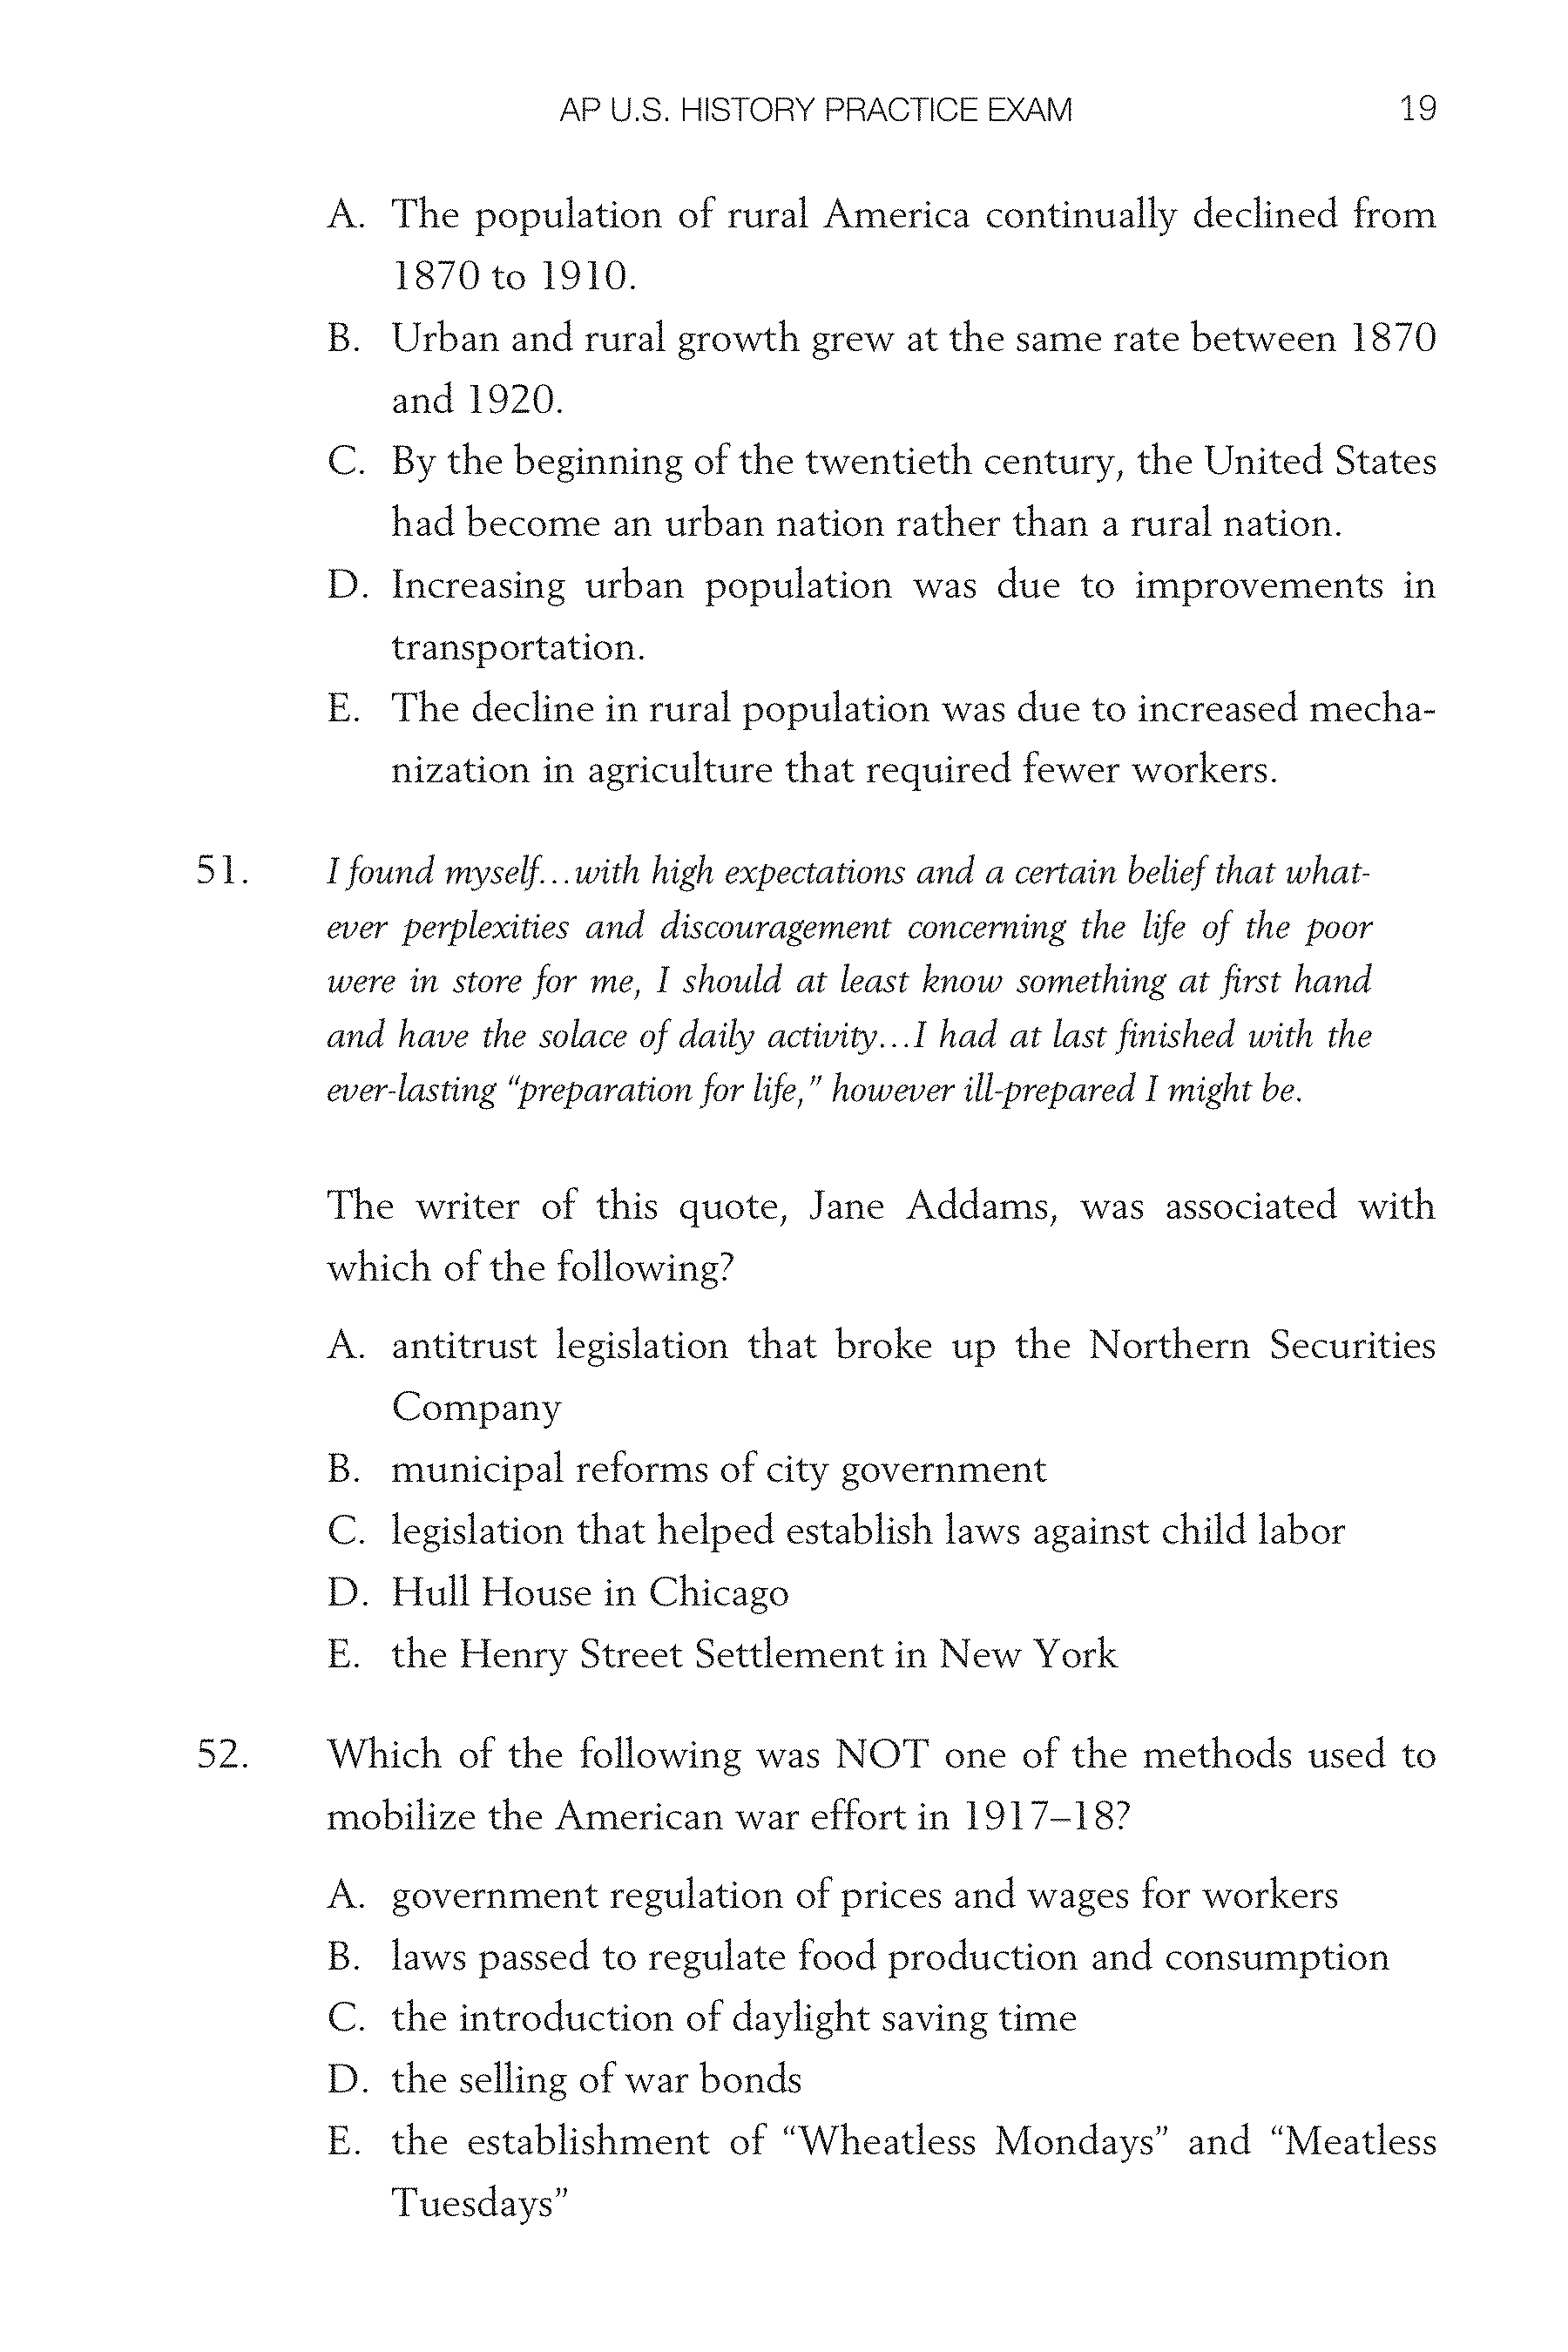 AP U.S. HISTORY PRACTICE EXAM 19
A. The population of rural America continually declined from
1870 to 1910.
B. Urban and rural growth grew at the same rate between 1870
and 1920.
C. By the beginning of the twentieth century, the United States
had become an urban nation rather than a rural nation.
D. Increasing urban population was due to improvements in
transportation.
E. The decline in rural population was due to increased mecha-
nization in agriculture that required fewer workers.
51. I found myself…with high expectations and a certain belief that what-
ever perplexities and discouragement concerning the life of the poor
were in store for me, I should at least know something at first hand
and have the solace of daily activity…I had at last finished with the
ever-lasting “preparation for life,” however ill-prepared I might be.
The writer of this quote, Jane Addams, was associated with
which of the following?
A. antitrust legislation that broke up the Northern Securities
Company
B. municipal reforms of city government
C. legislation that helped establish laws against child labor
D. Hull House in Chicago
E. the Henry Street Settlement in New York
52. Which of the following was NOT one of the methods used to
mobilize the American war effort in 1917–18?
A. government regulation of prices and wages for workers
B. laws passed to regulate food production and consumption
C. the introduction of daylight saving time
D. the selling of war bonds
E. the establishment of “Wheatless Mondays” and “Meatless
Tuesdays”